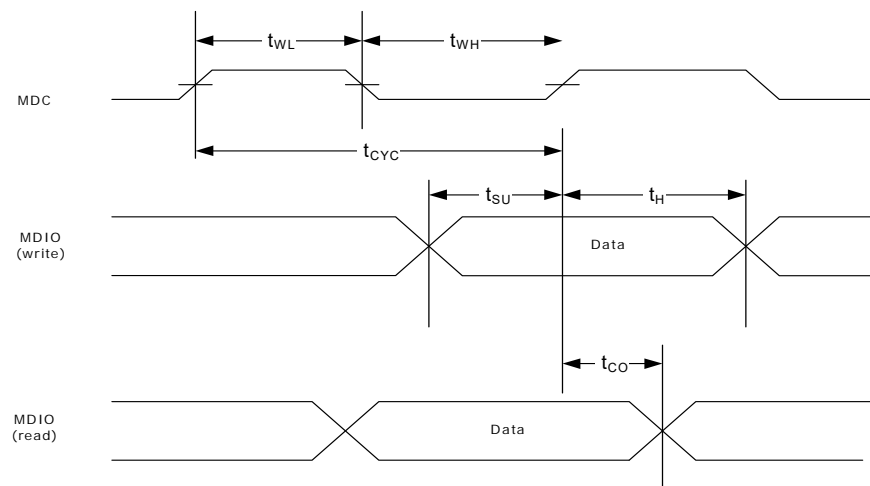 tWL
tWH
MDC
tCYC
tSU
tH
MDIO
(write)
Data
tCO
MDIO
(read)
Data